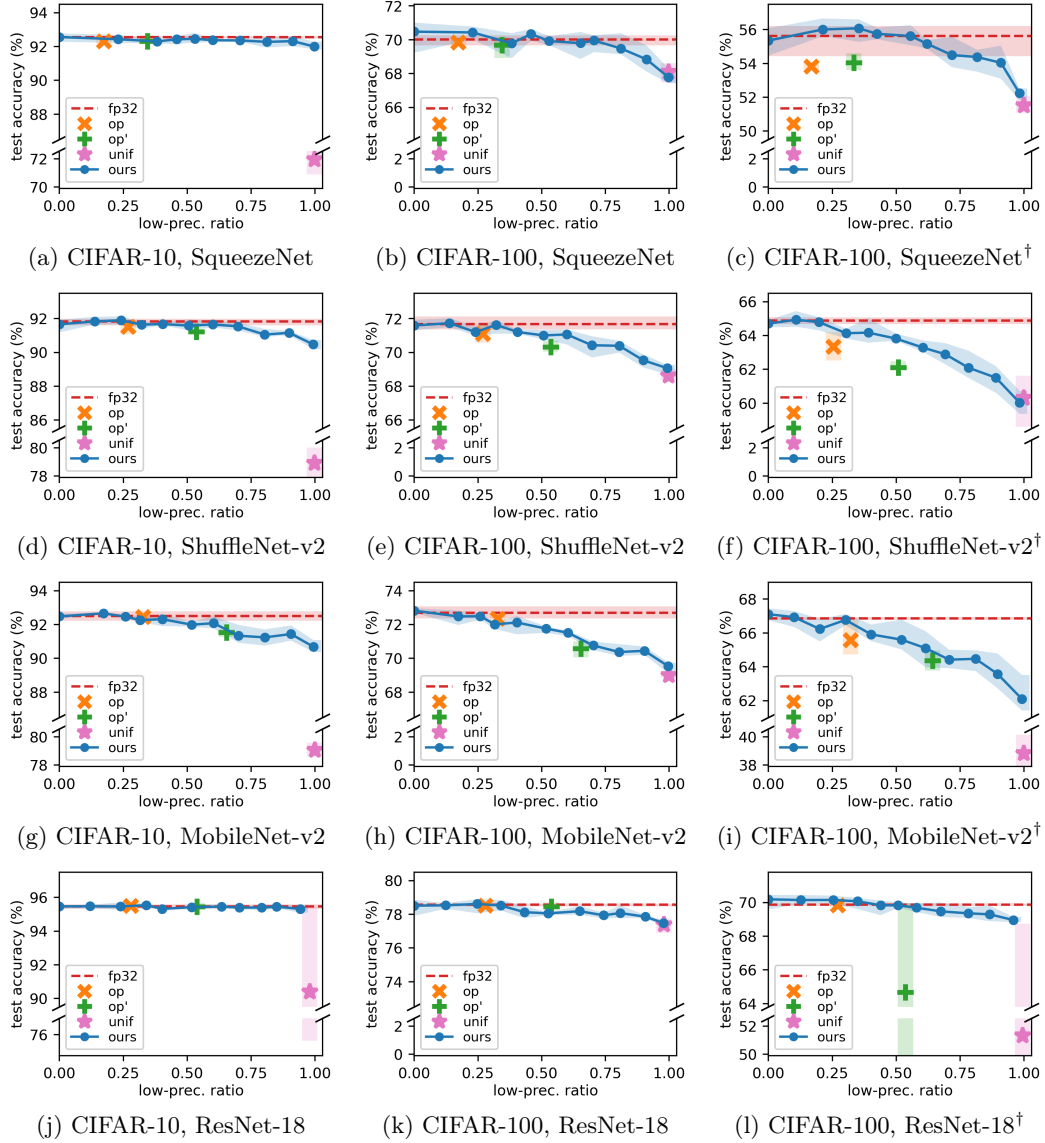 94
92
90
88
72
70
test accuracy (%)
fp32
op
op'
unif
ours
0.00 0.25 0.50 0.75 1.00
low-prec. ratio
(a) CIFAR-10, SqueezeNet
72
70
68
66
2
0
test accuracy (%)
fp32
op
op'
unif
ours
0.00 0.25 0.50 0.75 1.00
low-prec. ratio
(b) CIFAR-100, SqueezeNet
56
54
52
50
2
0
test accuracy (%)
fp32
op
op'
unif
ours
0.00 0.25 0.50 0.75 1.00
low-prec. ratio
(c) CIFAR-100, SqueezeNet†
92
90
88
86
80
78
test accuracy (%)
fp32
op
op'
unif
ours
0.00 0.25 0.50 0.75 1.00
low-prec. ratio
(d) CIFAR-10, ShuffleNet-v2
72
70
68
66
2
0
test accuracy (%)
fp32
op
op'
unif
ours
0.00 0.25 0.50 0.75 1.00
low-prec. ratio
(e) CIFAR-100, ShuffleNet-v2
66
64
62
60
2
0
test accuracy (%)
fp32
op
op'
unif
ours
0.00 0.25 0.50 0.75 1.00
low-prec. ratio
(f) CIFAR-100, ShuffleNet-v2†
94
92
90
88
80
78
test accuracy (%)
fp32
op
op'
unif
ours
0.00 0.25 0.50 0.75 1.00
low-prec. ratio
(g) CIFAR-10, MobileNet-v2
74
72
70
68
2
0
test accuracy (%)
fp32
op
op'
unif
ours
0.00 0.25 0.50 0.75 1.00
low-prec. ratio
(h) CIFAR-100, MobileNet-v2
68
66
64
62
40
38
test accuracy (%)
fp32
op
op'
unif
ours
0.00 0.25 0.50 0.75 1.00
low-prec. ratio
(i) CIFAR-100, MobileNet-v2†
96
94
92
90
76
test accuracy (%)
fp32
op
op'
unif
ours
0.00 0.25 0.50 0.75 1.00
low-prec. ratio
(j) CIFAR-10, ResNet-18
80
78
76
74
2
0
test accuracy (%)
fp32
op
op'
unif
ours
0.00 0.25 0.50 0.75 1.00
low-prec. ratio
(k) CIFAR-100, ResNet-18
70
68
66
64
52
50
test accuracy (%)
fp32
op
op'
unif
ours
0.00 0.25 0.50 0.75 1.00
low-prec. ratio
(l) CIFAR-100, ResNet-18†